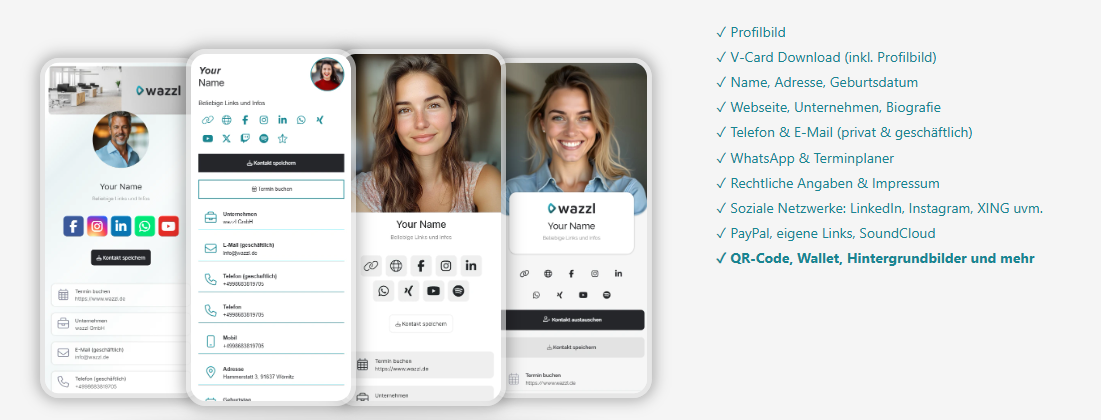 wazzl
Your Name
Beliebige Links und Infos
Kontakt speichern
Termin buchen
https://www.wazzl.de
Unternehmen
wazzl GmbH
E-Mail (geschäftlich)
info@wazzl.de
Telefon (geschäftlich)
+4998683819705
Your
Name
Beliebige Links und Infos
Kontakt speichern
Termin buchen
Unternehmen
wazzl GmbH
E-Mail (geschäftlich)
info@wazzl.de
Telefon (geschäftlich)
+4998683819705
Telefon
+4998683819705
Mobil
+4998683819705
Adresse
Hammerstatt 3, 91637 Wörnitz
Your Name
Beliebige Links und Infos
Kontakt speichern
Termin buchen
https://www.wazzl.de
Unternehmen
wazzl
Your Name
Beliebige Links und Infos
Kontakt austauschen
Kontakt speichern
Termin buchen
https://www.wazzl.de
✓ Profilbild
✓ V-Card Download (inkl. Profilbild)
✓ Name, Adresse, Geburtsdatum
✓ Webseite, Unternehmen, Biografie
✓ Telefon & E-Mail (privat & geschäftlich)
✓ WhatsApp & Terminplaner
✓ Rechtliche Angaben & Impressum
✓ Soziale Netzwerke: LinkedIn, Instagram, XING uvm.
✓ PayPal, eigene Links, SoundCloud
✓ QR-Code, Wallet, Hintergrundbilder und mehr